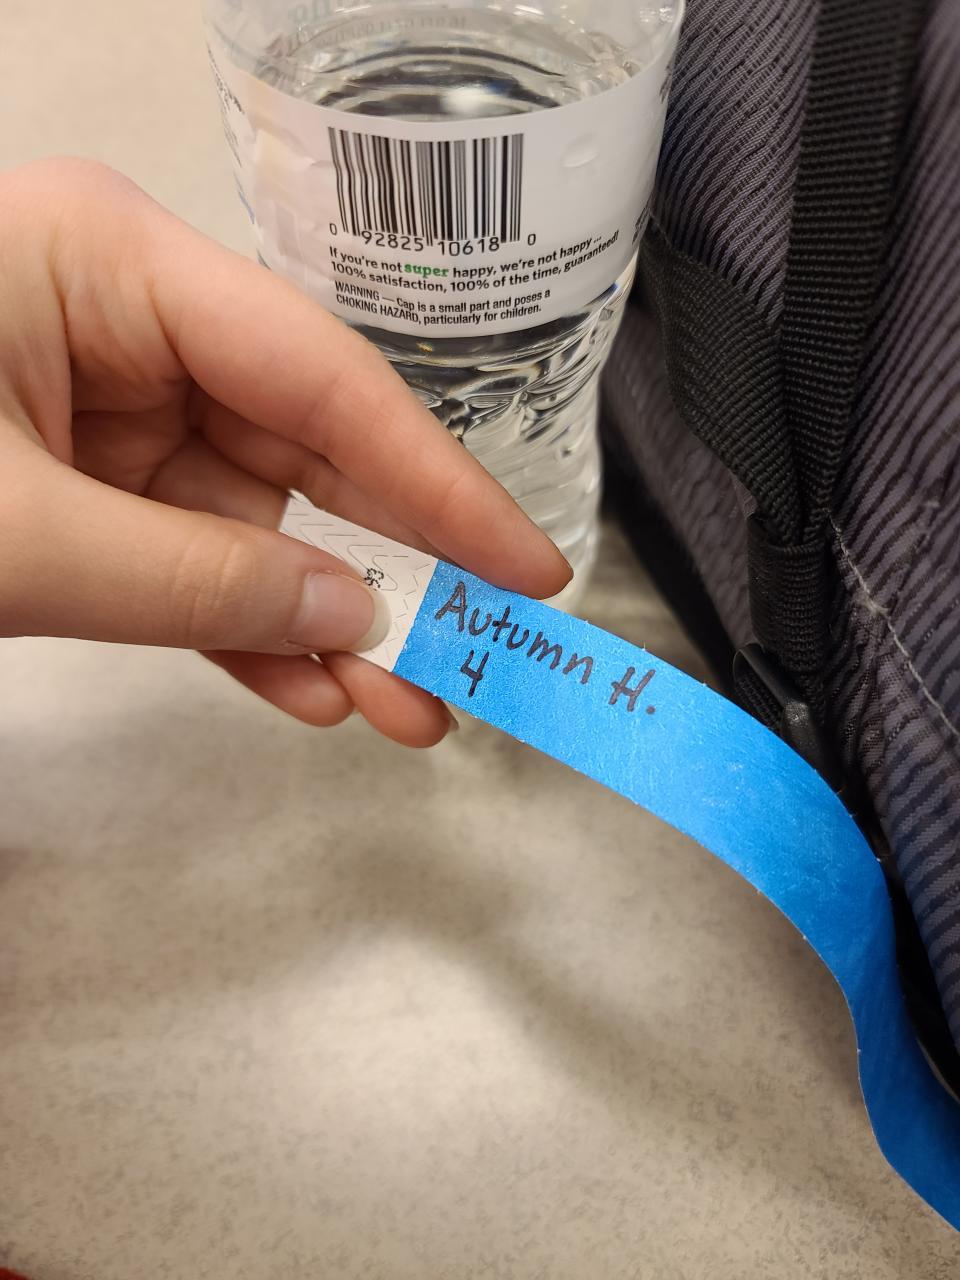 0 92825 10618 0
If you're not super happy, we're not happy...
100% satisfaction, 100% of the time, guaranteed!
WARNING — Cap is a small part and poses a
CHOKING HAZARD, particularly for children.
Autumn H.
4